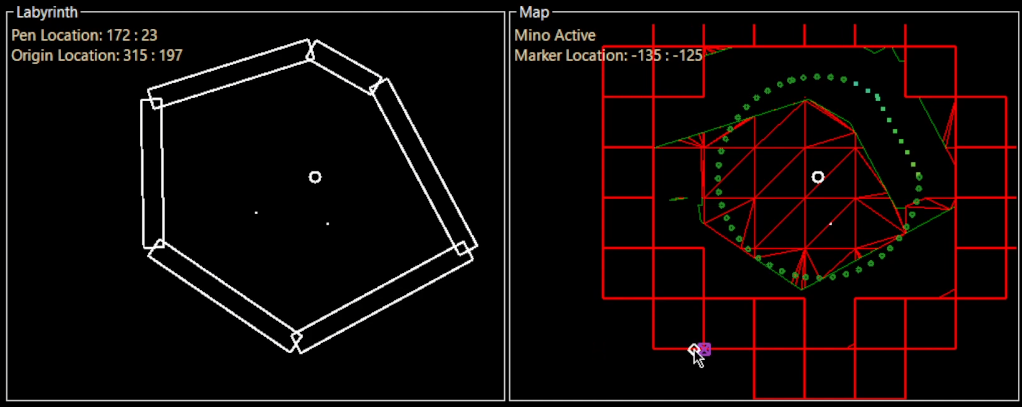 Labyrinth
Pen Location: 172 : 23
Origin Location: 315 : 197
Map
Mino Active
Marker Location: -135 : -125